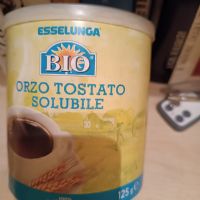 ESSELUNGA
BIO
ORZO TOSTATO
SOLUBILE
125 g